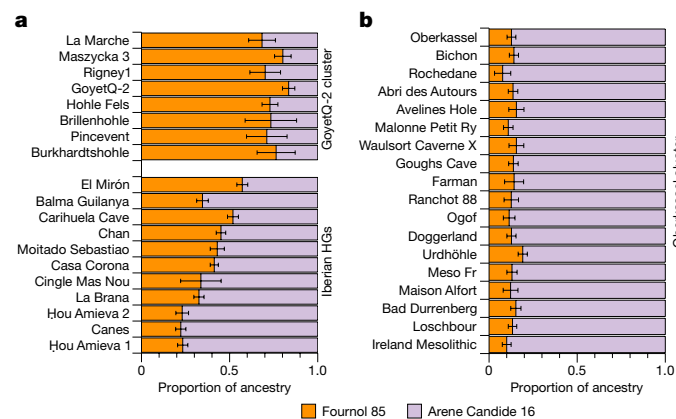 a
La Marche
Maszycka 3
Rigney1
GoyetQ-2
Hohle Fels
Brillenhohle
Pincevent
Burkhardtshohle
GoyetQ-2 cluster
El Mirón
Balma Guilanya
Carihuela Cave
Chan
Moitado Sebastiao
Casa Corona
Cingle Mas Nou
La Brana
Ḥou Amieva 2
Canes
Ḥou Amieva 1
Iberian HGs
0
0.5
1.0
Proportion of ancestry
b
Oberkassel
Bichon
Rochedane
Abri des Autours
Avelines Hole
Malonne Petit Ry
Waulsort Caverne X
Goughs Cave
Farman
Ranchot 88
Ogof
Doggerland
Urdhöhle
Meso Fr
Maison Alfort
Bad Durrenberg
Loschbour
Ireland Mesolithic
0
0.5
1.0
Proportion of ancestry
Fournol 85
Arene Candide 16